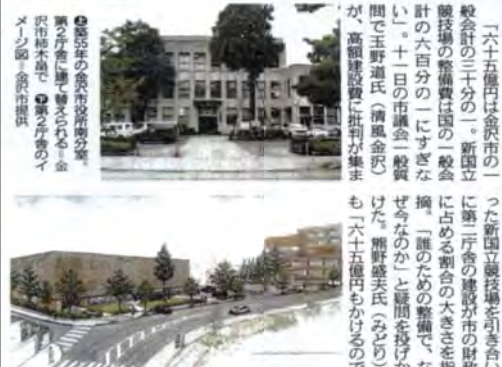 「六十五億円は金沢市の一
般会計の三十分の一。新国立
競技場の整備費は国の一般会
計の六百分の一にすぎな
い」。十一日の市議会一般質
問で玉野道氏（清風金沢）
が、高額建設費に批判が集ま
った新国立競技場を引き合い
に第二庁舎の建設が市の財政
に占める割合の大きさを指
摘。「誰のための整備で、な
ぜ今なのか」と疑問を投げか
けた。熊野盛夫氏（みどり）
も「六十五億円もかけるので
㊤築55年の金沢市役所南分室。
第２庁舎に建て替えられる＝金
沢市柿木畠で ㊦第２庁舎のイ
メージ図＝金沢市提供